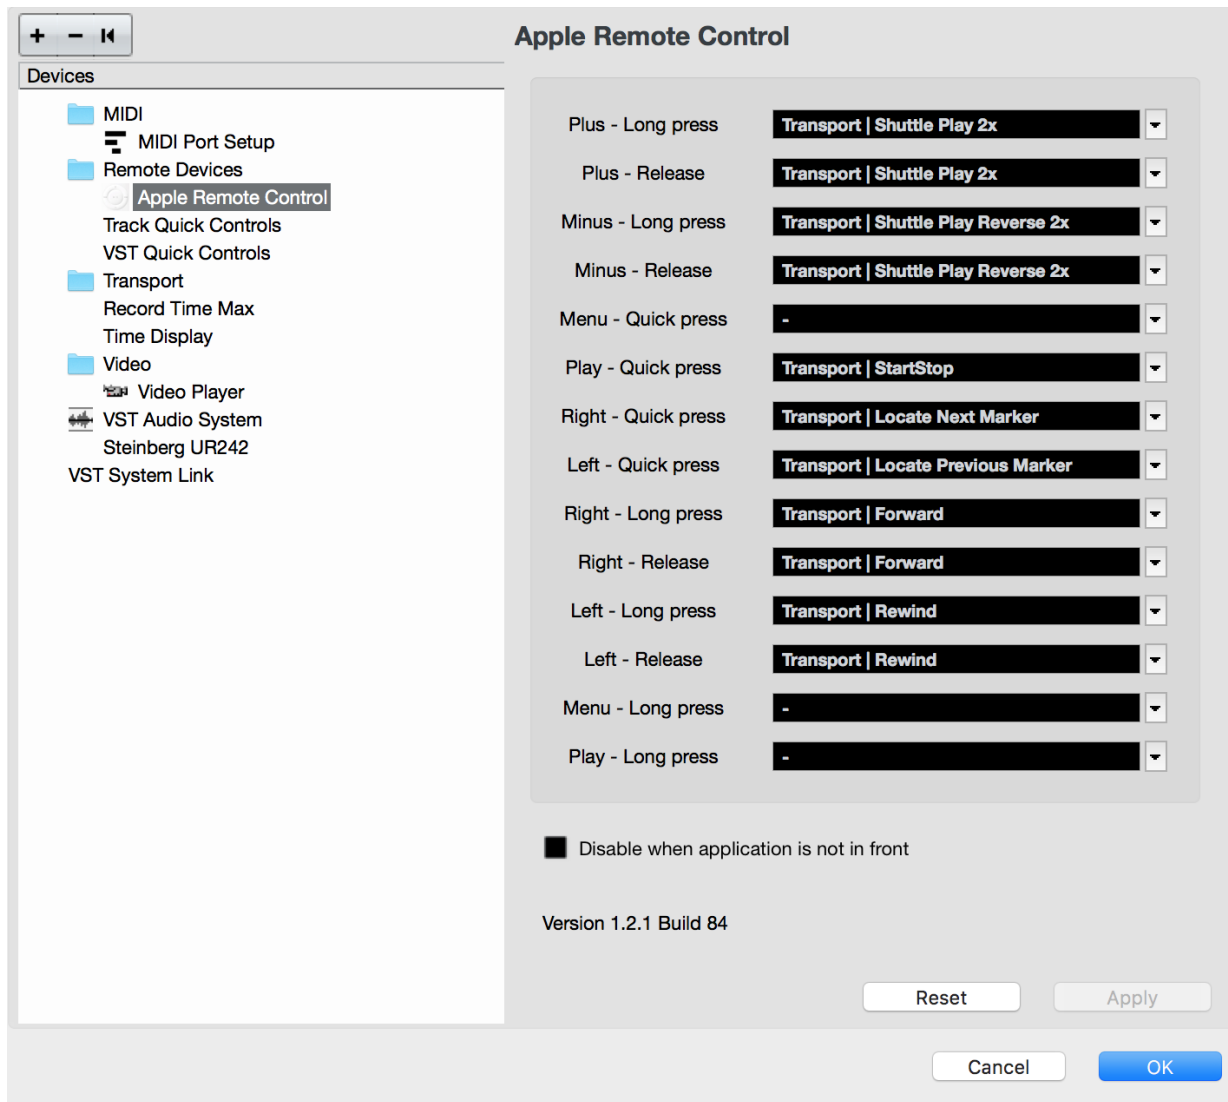 Apple Remote Control
Devices
MIDI
MIDI Port Setup
Remote Devices
Apple Remote Control
Track Quick Controls
VST Quick Controls
Transport
Record Time Max
Time Display
Video
Video Player
VST Audio System
Steinberg UR242
VST System Link
Plus - Long press Transport | Shuttle Play 2x
Plus - Release Transport | Shuttle Play 2x
Minus - Long press Transport | Shuttle Play Reverse 2x
Minus - Release Transport | Shuttle Play Reverse 2x
Menu - Quick press -
Play - Quick press Transport | StartStop
Right - Quick press Transport | Locate Next Marker
Left - Quick press Transport | Locate Previous Marker
Right - Long press Transport | Forward
Right - Release Transport | Forward
Left - Long press Transport | Rewind
Left - Release Transport | Rewind
Menu - Long press -
Play - Long press -
Disable when application is not in front
Version 1.2.1 Build 84
Reset Apply
Cancel OK